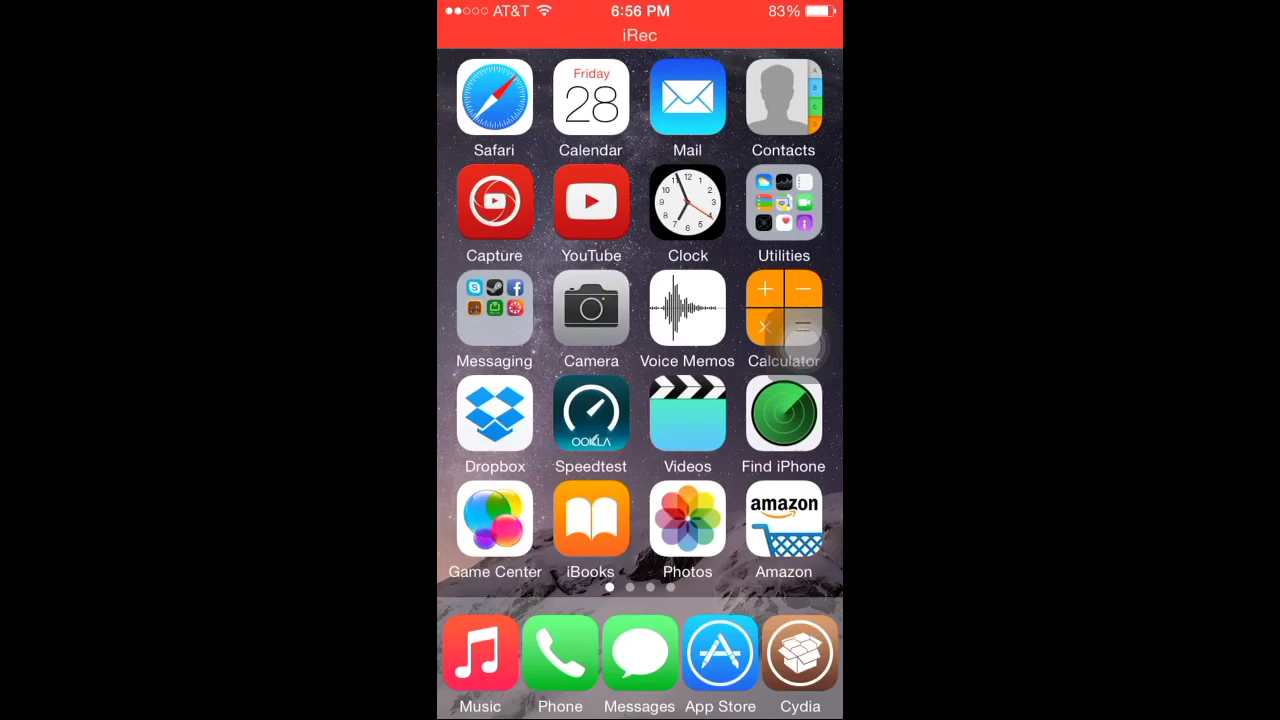 AT&T 6:56 PM 83%
iRec
Friday
28
Safari Calendar Mail Contacts
Capture YouTube Clock Utilities
Messaging Camera Voice Memos Calculator
OOKLA
Dropbox Speedtest Videos Find iPhone
amazon
Game Center iBooks Photos Amazon
Music Phone Messages App Store Cydia